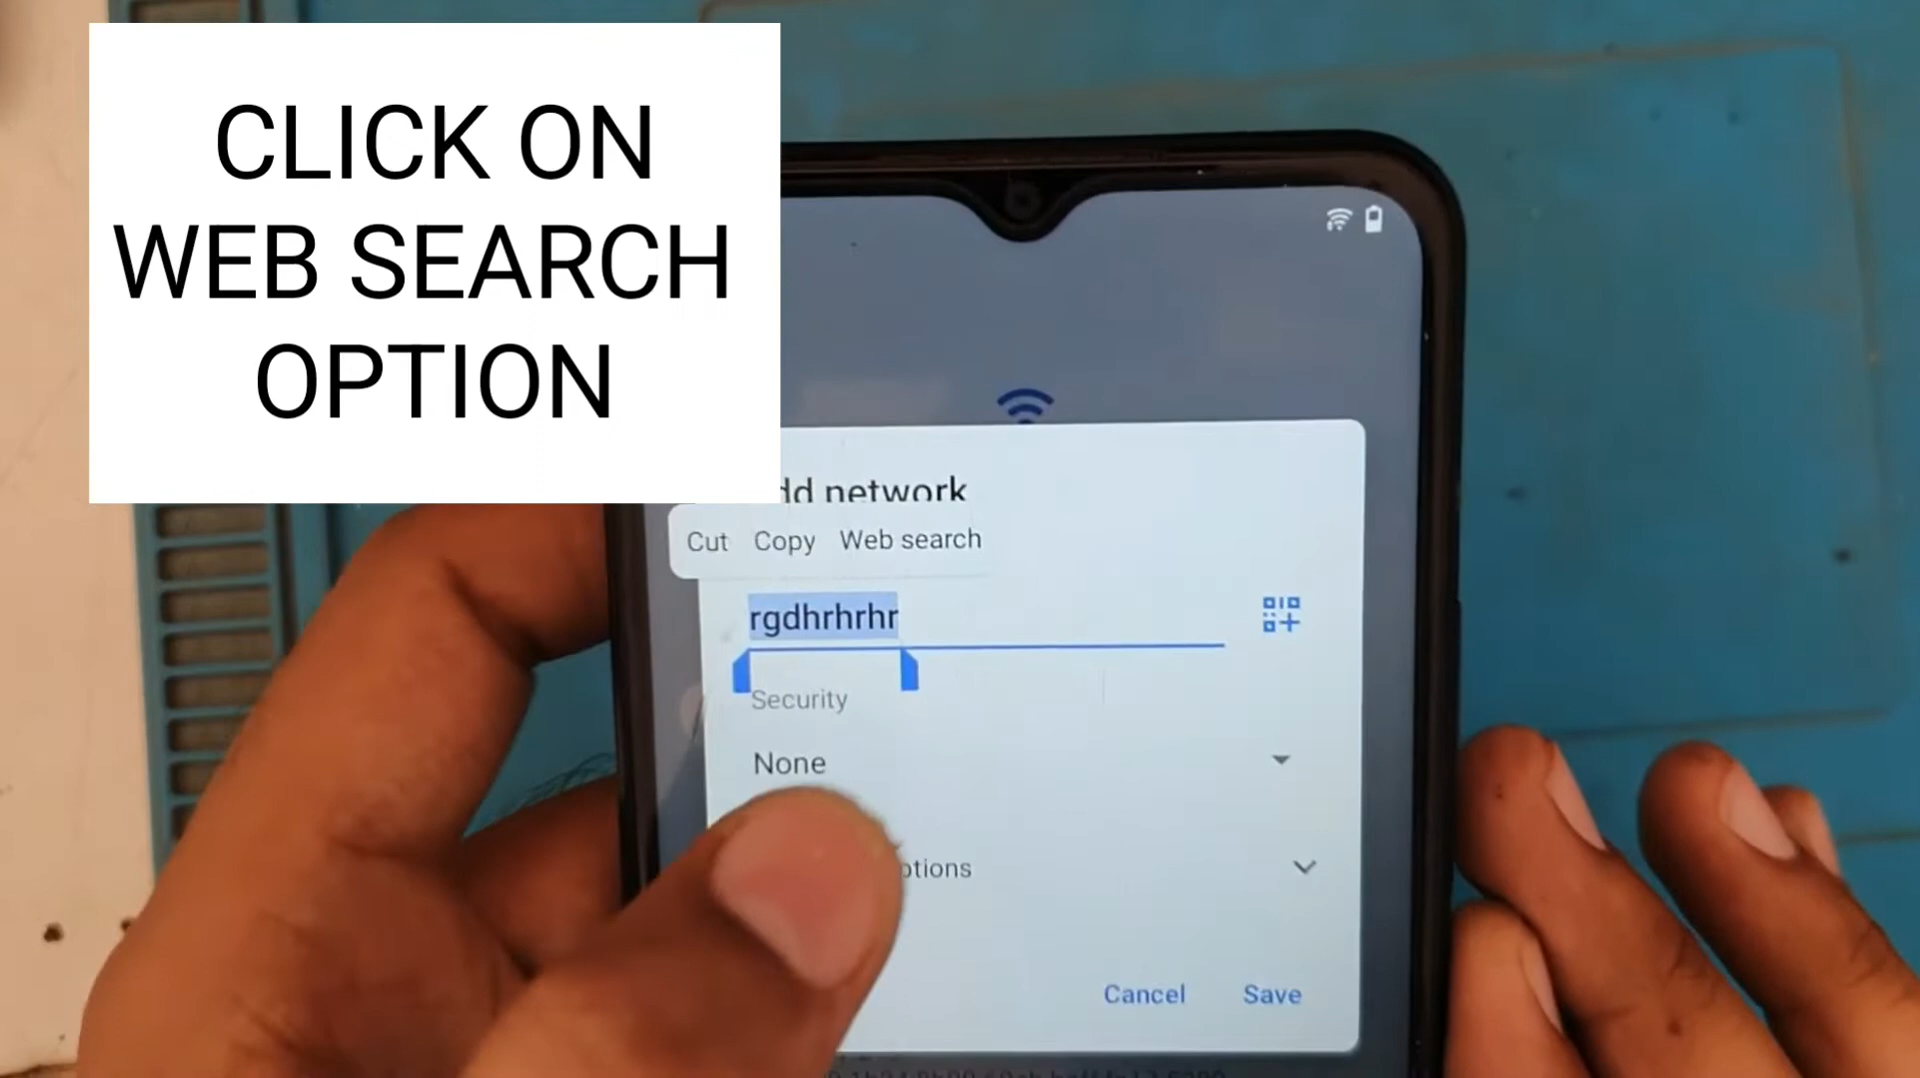 CLICK ON
WEB SEARCH
OPTION
dd network
Cut Copy Web search
rgdhrhrhr
Security
None
ptions
Cancel Save